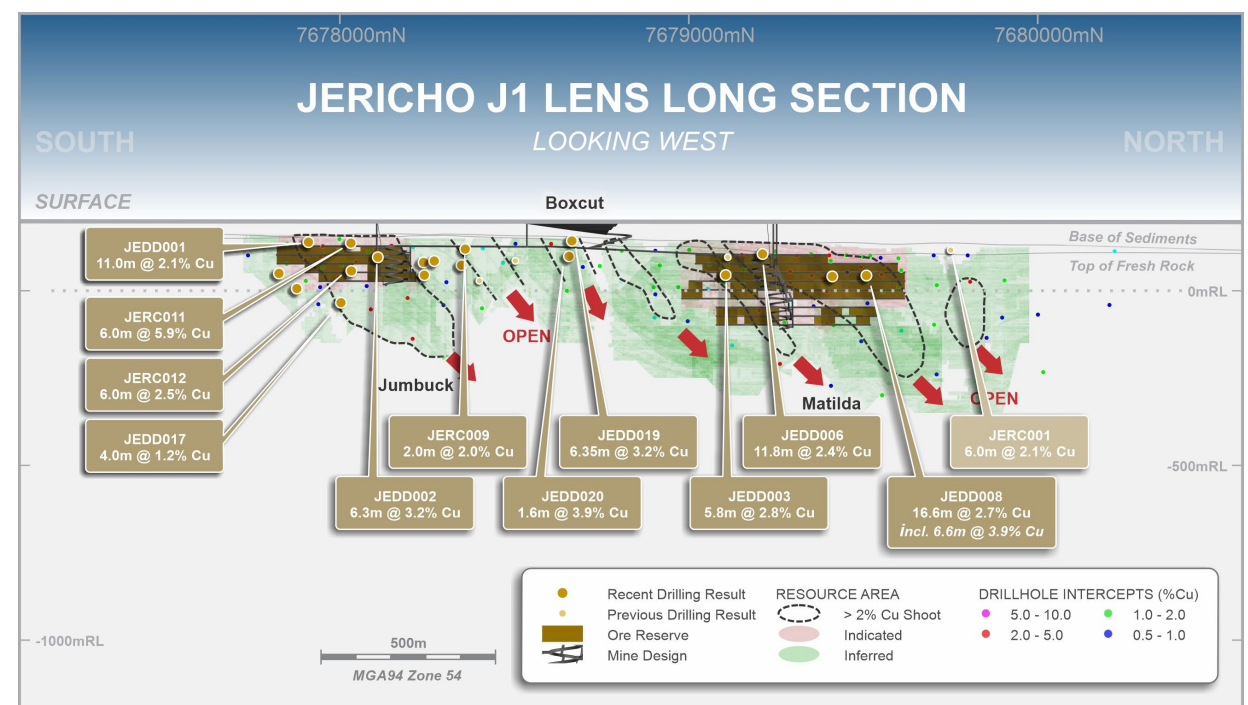 7678000mN
7679000mN
7680000mN
JERICHO J1 LENS LONG SECTION
SOUTH
LOOKING WEST
NORTH
SURFACE
Boxcut
Base of Sediments
Top of Fresh Rock
0mRL
JEDD001
11.0m @ 2.1% Cu
JERC011
6.0m @ 5.9% Cu
JERC012
6.0m @ 2.5% Cu
JEDD017
4.0m @ 1.2% Cu
OPEN
Jumbuck
Matilda
OPEN
JERC009
2.0m @ 2.0% Cu
JEDD019
6.35m @ 3.2% Cu
JEDD006
11.8m @ 2.4% Cu
JERC001
6.0m @ 2.1% Cu
-500mRL
JEDD002
6.3m @ 3.2% Cu
JEDD020
1.6m @ 3.9% Cu
JEDD003
5.8m @ 2.8% Cu
JEDD008
16.6m @ 2.7% Cu
incl. 6.6m @ 3.9% Cu
-1000mRL
500m
MGA94 Zone 54
Recent Drilling Result
Previous Drilling Result
Ore Reserve
Mine Design
RESOURCE AREA
> 2% Cu Shoot
Indicated
Inferred
DRILLHOLE INTERCEPTS (%Cu)
5.0 - 10.0
1.0 - 2.0
2.0 - 5.0
0.5 - 1.0